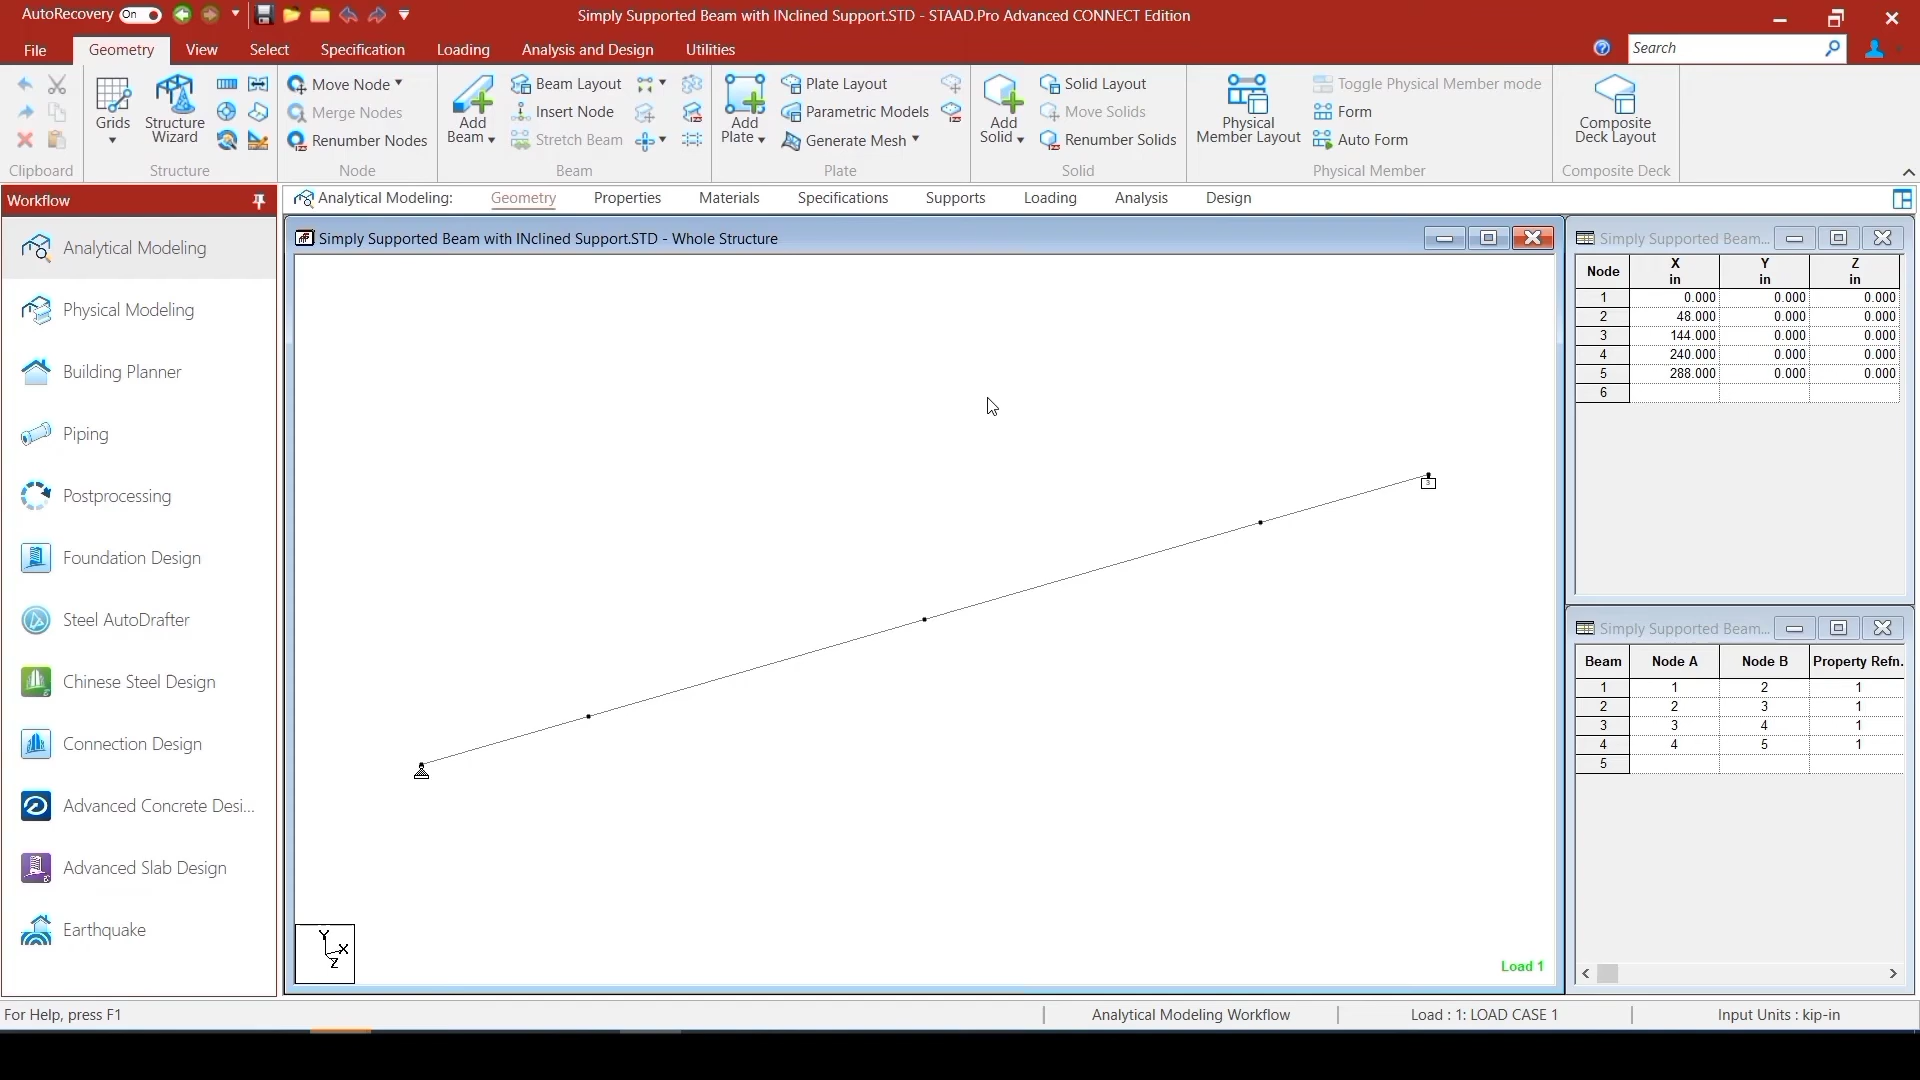 AutoRecovery On
Simply Supported Beam with INclined Support.STD - STAAD.Pro Advanced CONNECT Edition
File Geometry View Select Specification Loading Analysis and Design Utilities
Search
Move Node
Merge Nodes
Renumber Nodes
Grids
Structure Wizard
Add Beam
Beam Layout
Insert Node
Stretch Beam
Add Plate
Plate Layout
Parametric Models
Generate Mesh
Add Solid
Solid Layout
Move Solids
Renumber Solids
Physical Member Layout
Toggle Physical Member mode
Form
Auto Form
Composite Deck Layout
Clipboard Structure Node Beam Plate Solid Physical Member Composite Deck
Workflow
Analytical Modeling: Geometry Properties Materials Specifications Supports Loading Analysis Design
Analytical Modeling
Physical Modeling
Building Planner
Piping
Postprocessing
Foundation Design
Steel AutoDrafter
Chinese Steel Design
Connection Design
Advanced Concrete Desi...
Advanced Slab Design
Earthquake
Simply Supported Beam with INclined Support.STD - Whole Structure
Y
X
Z
Load 1
Simply Supported Beam...
Node X in Y in Z in
1 0.000 0.000 0.000
2 48.000 0.000 0.000
3 144.000 0.000 0.000
4 240.000 0.000 0.000
5 288.000 0.000 0.000
6
Simply Supported Beam...
Beam Node A Node B Property Refn.
1 1 2 1
2 2 3 1
3 3 4 1
4 4 5 1
5
For Help, press F1
Analytical Modeling Workflow
Load : 1: LOAD CASE 1
Input Units : kip-in